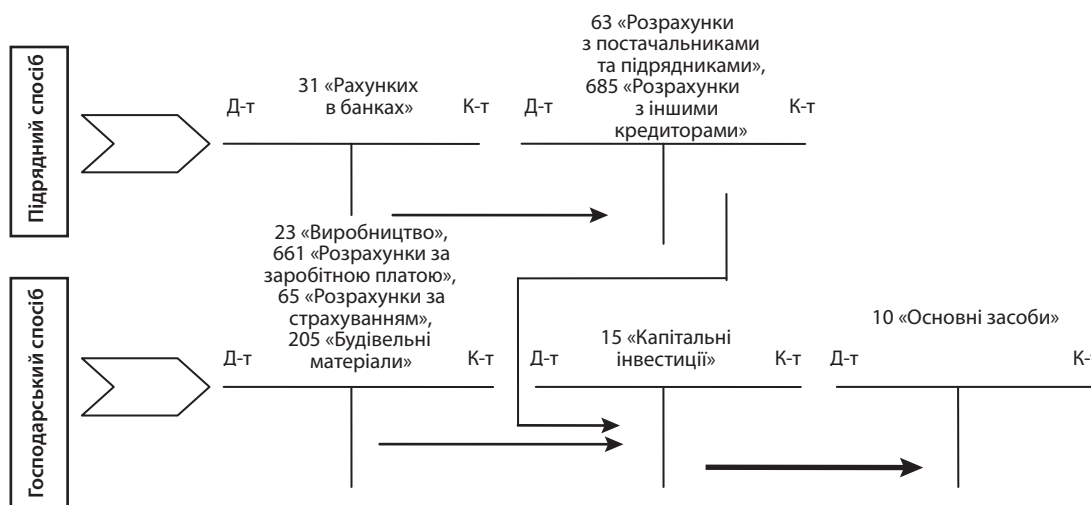 Підрядний спосіб
Д-т
31 «Рахунких
в банках»
К-т
Д-т
63 «Розрахунки
з постачальниками
та підрядниками»,
685 «Розрахунки
з іншими
кредиторами»
К-т
Господарський спосіб
Д-т
23 «Виробництво»,
661 «Розрахунки за
заробітною платою»,
65 «Розрахунки за
страхуванням»,
205 «Будівельні
матеріали»
К-т
Д-т
15 «Капітальні
інвестиції»
К-т
Д-т
10 «Основні засоби»
К-т